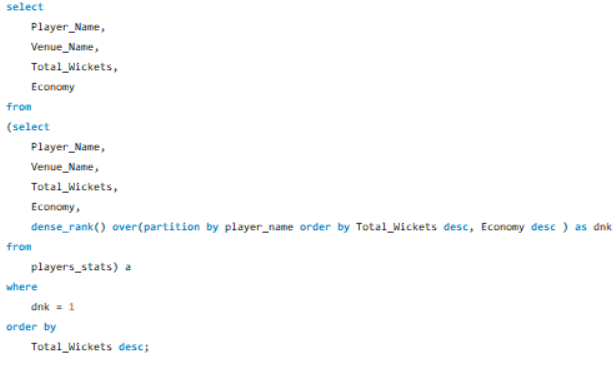 select
Player_Name,
Venue_Name,
Total_Wickets,
Economy
from
(select
Player_Name,
Venue_Name,
Total_Wickets,
Economy,
dense_rank() over(partition by player_name order by Total_Wickets desc, Economy desc ) as dnk
from
players_stats) a
where
dnk = 1
order by
Total_Wickets desc;